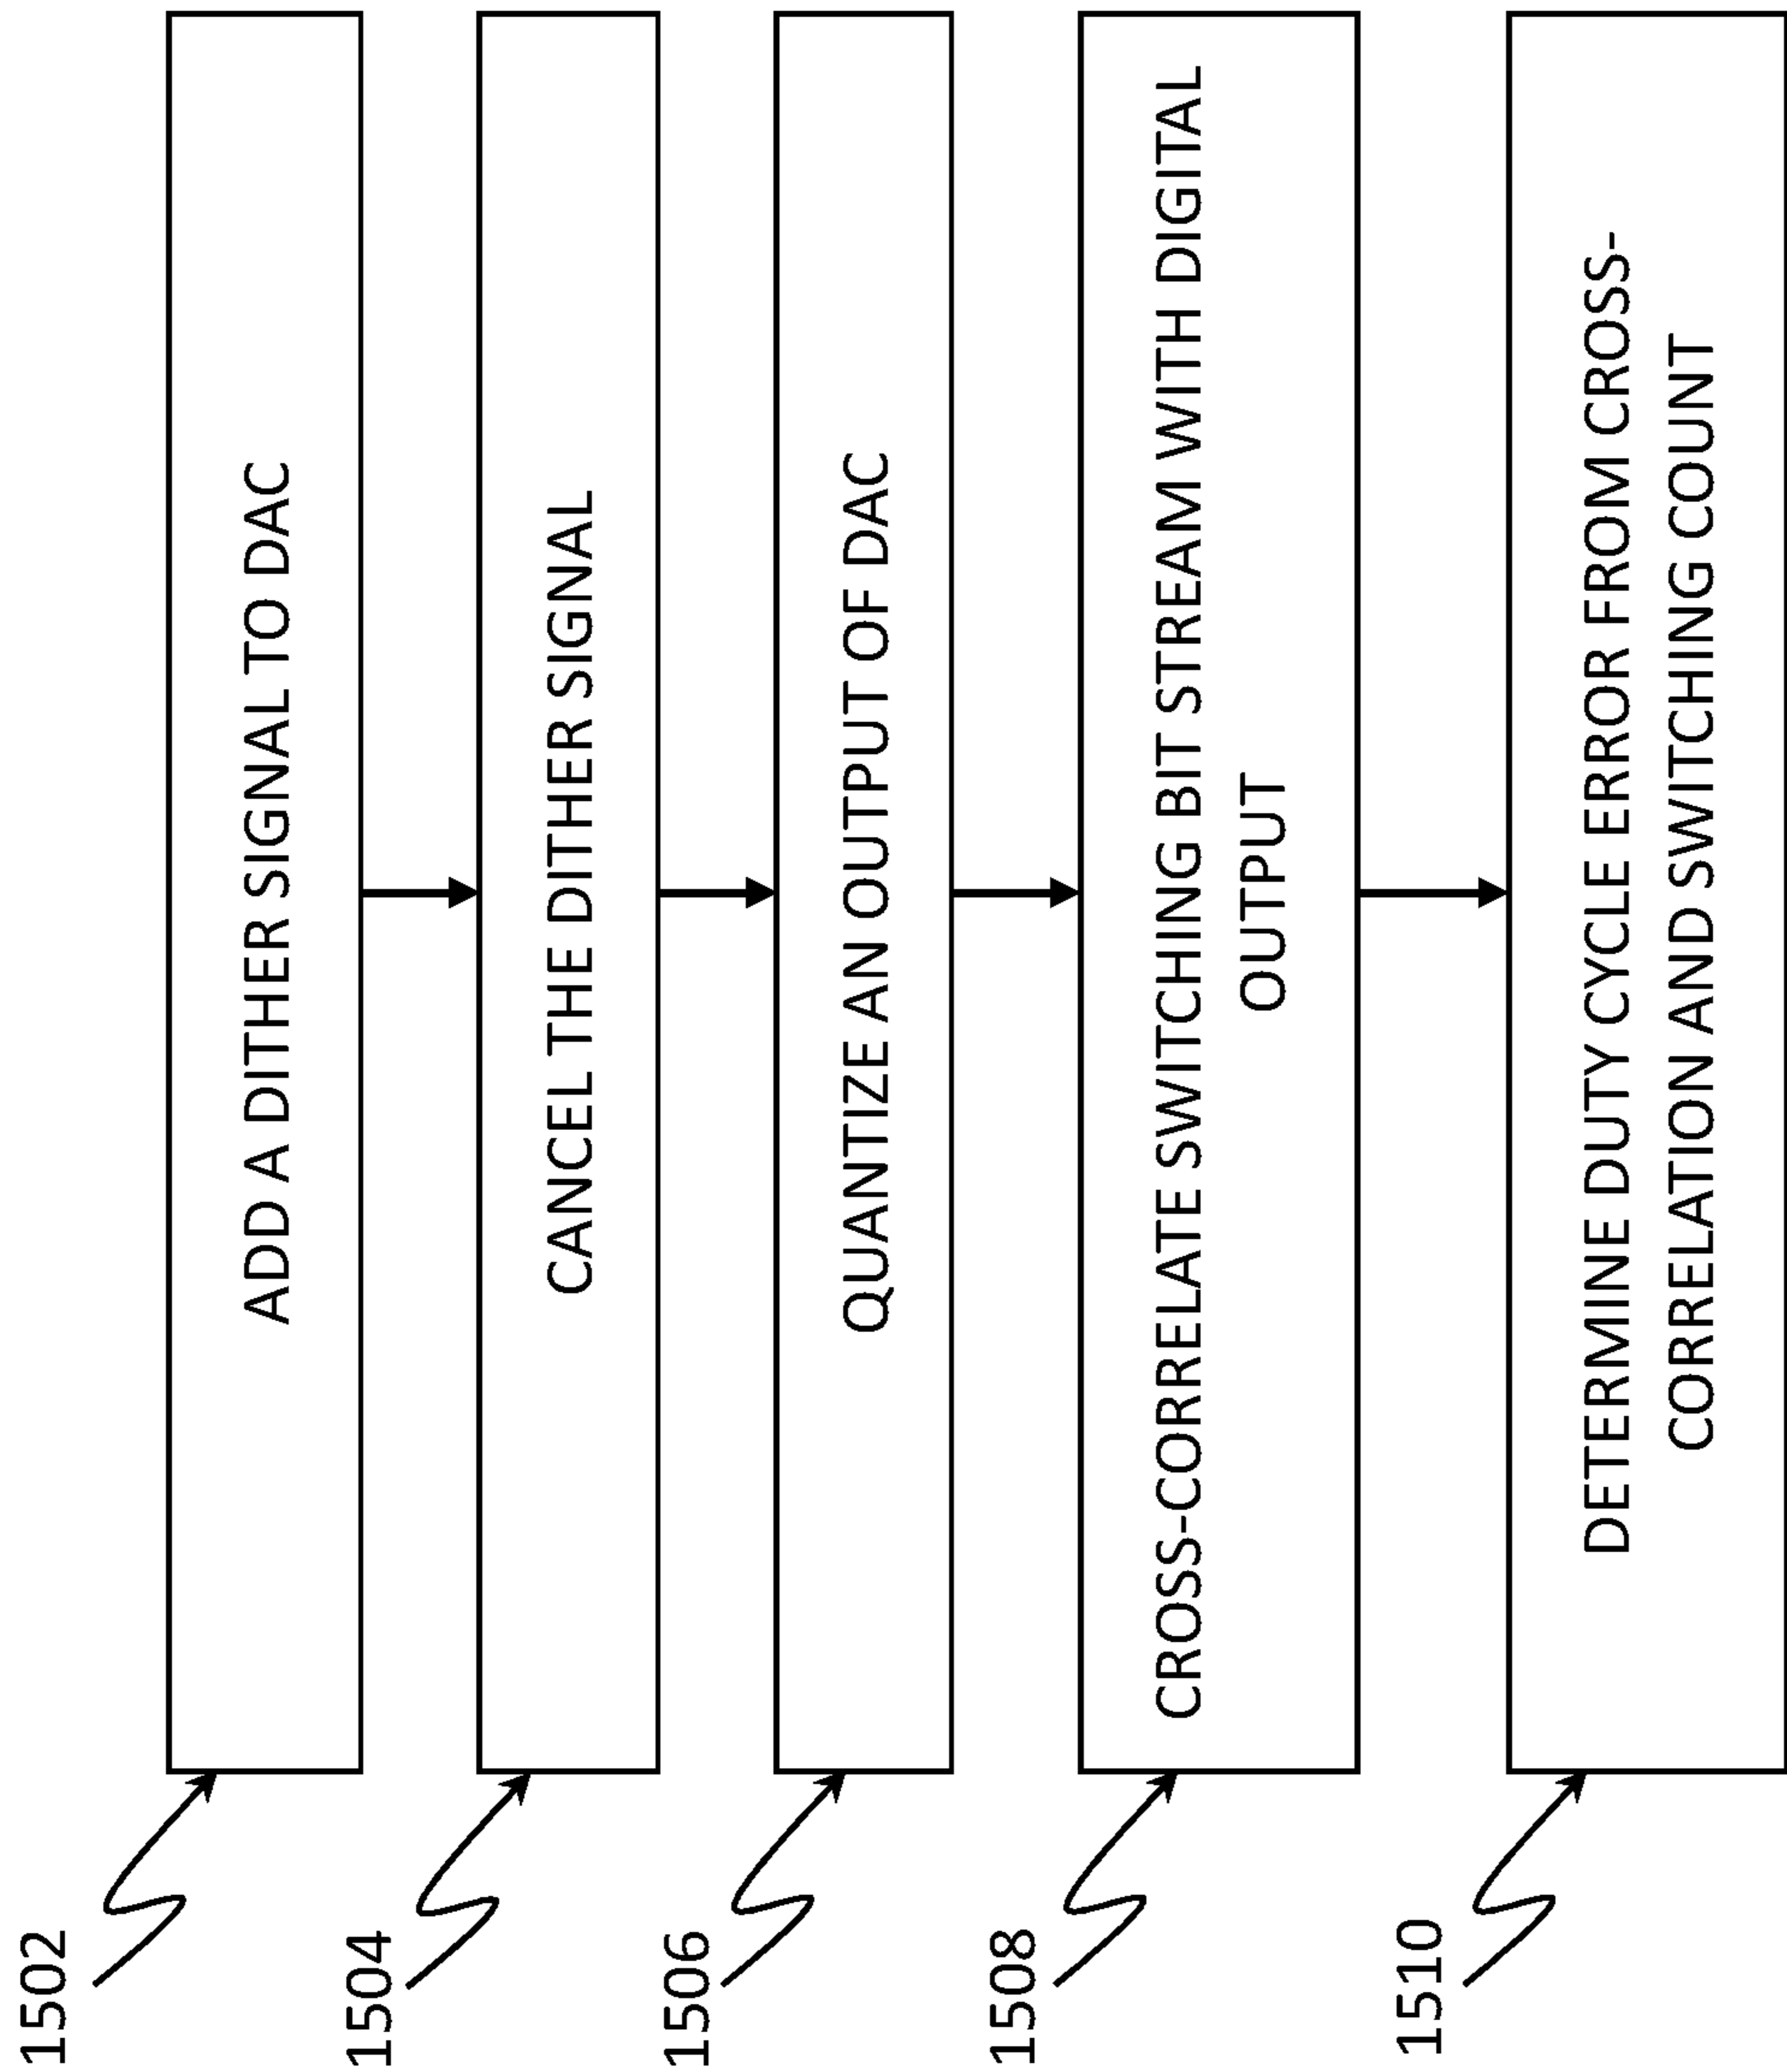 1502
ADD A DITHER SIGNAL TO DAC
1504
CANCEL THE DITHER SIGNAL
1506
QUANTIZE AN OUTPUT OF DAC
1508
CROSS-CORRELATE SWITCHING BIT STREAM WITH DIGITAL
OUTPUT
1510
DETERMINE DUTY CYCLE ERROR FROM CROSS-
CORRELATION AND SWITCHING COUNT